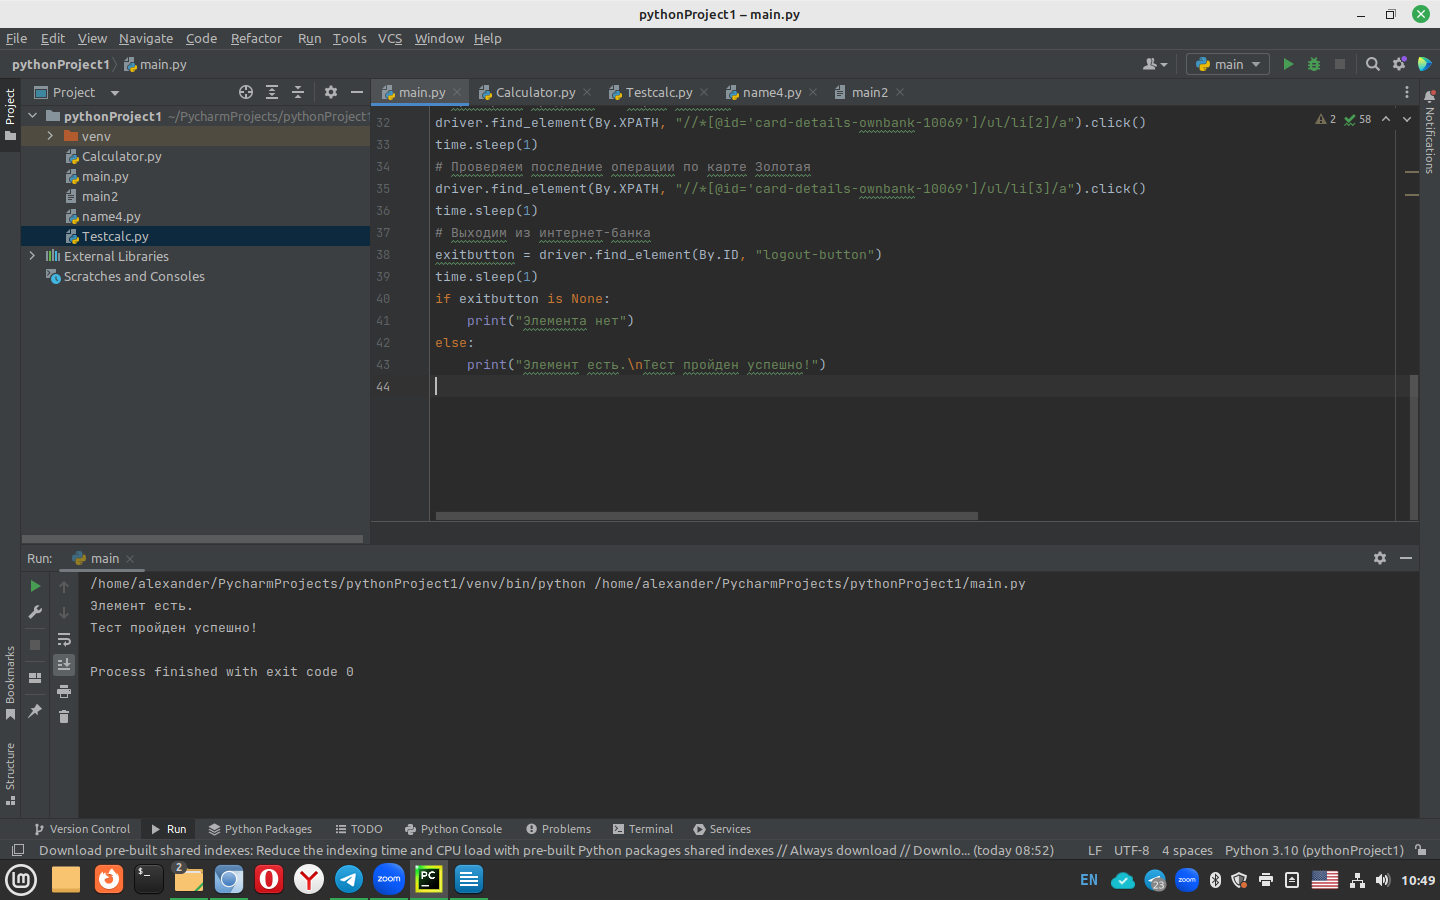 pythonProject1 – main.py
File Edit View Navigate Code Refactor Run Tools VCS Window Help
pythonProject1 main.py
main
Project
Project
pythonProject1 ~/PycharmProjects/pythonProject1
venv
Calculator.py
main.py
main2
name4.py
Testcalc.py
External Libraries
Scratches and Consoles
main.py Calculator.py Testcalc.py name4.py main2
2 58
Notifications
32 driver.find_element(By.XPATH, "//*[@id='card-details-ownbank-10069']/ul/li[2]/a").click()
33 time.sleep(1)
34 # Проверяем последние операции по карте Золотая
35 driver.find_element(By.XPATH, "//*[@id='card-details-ownbank-10069']/ul/li[3]/a").click()
36 time.sleep(1)
37 # Выходим из интернет-банка
38 exitbutton = driver.find_element(By.ID, "logout-button")
39 time.sleep(1)
40 if exitbutton is None:
41 print("Элемента нет")
42 else:
43 print("Элемент есть.\nТест пройден успешно!")
44
Run: main
/home/alexander/PycharmProjects/pythonProject1/venv/bin/python /home/alexander/PycharmProjects/pythonProject1/main.py
Элемент есть.
Тест пройден успешно!
Process finished with exit code 0
Bookmarks
Structure
Version Control Run Python Packages TODO Python Console Problems Terminal Services
Download pre-built shared indexes: Reduce the indexing time and CPU load with pre-built Python packages shared indexes // Always download // Downlo... (today 08:52) LF UTF-8 4 spaces Python 3.10 (pythonProject1)
$_ 2 zoom PC EN 23 zoom 10:49